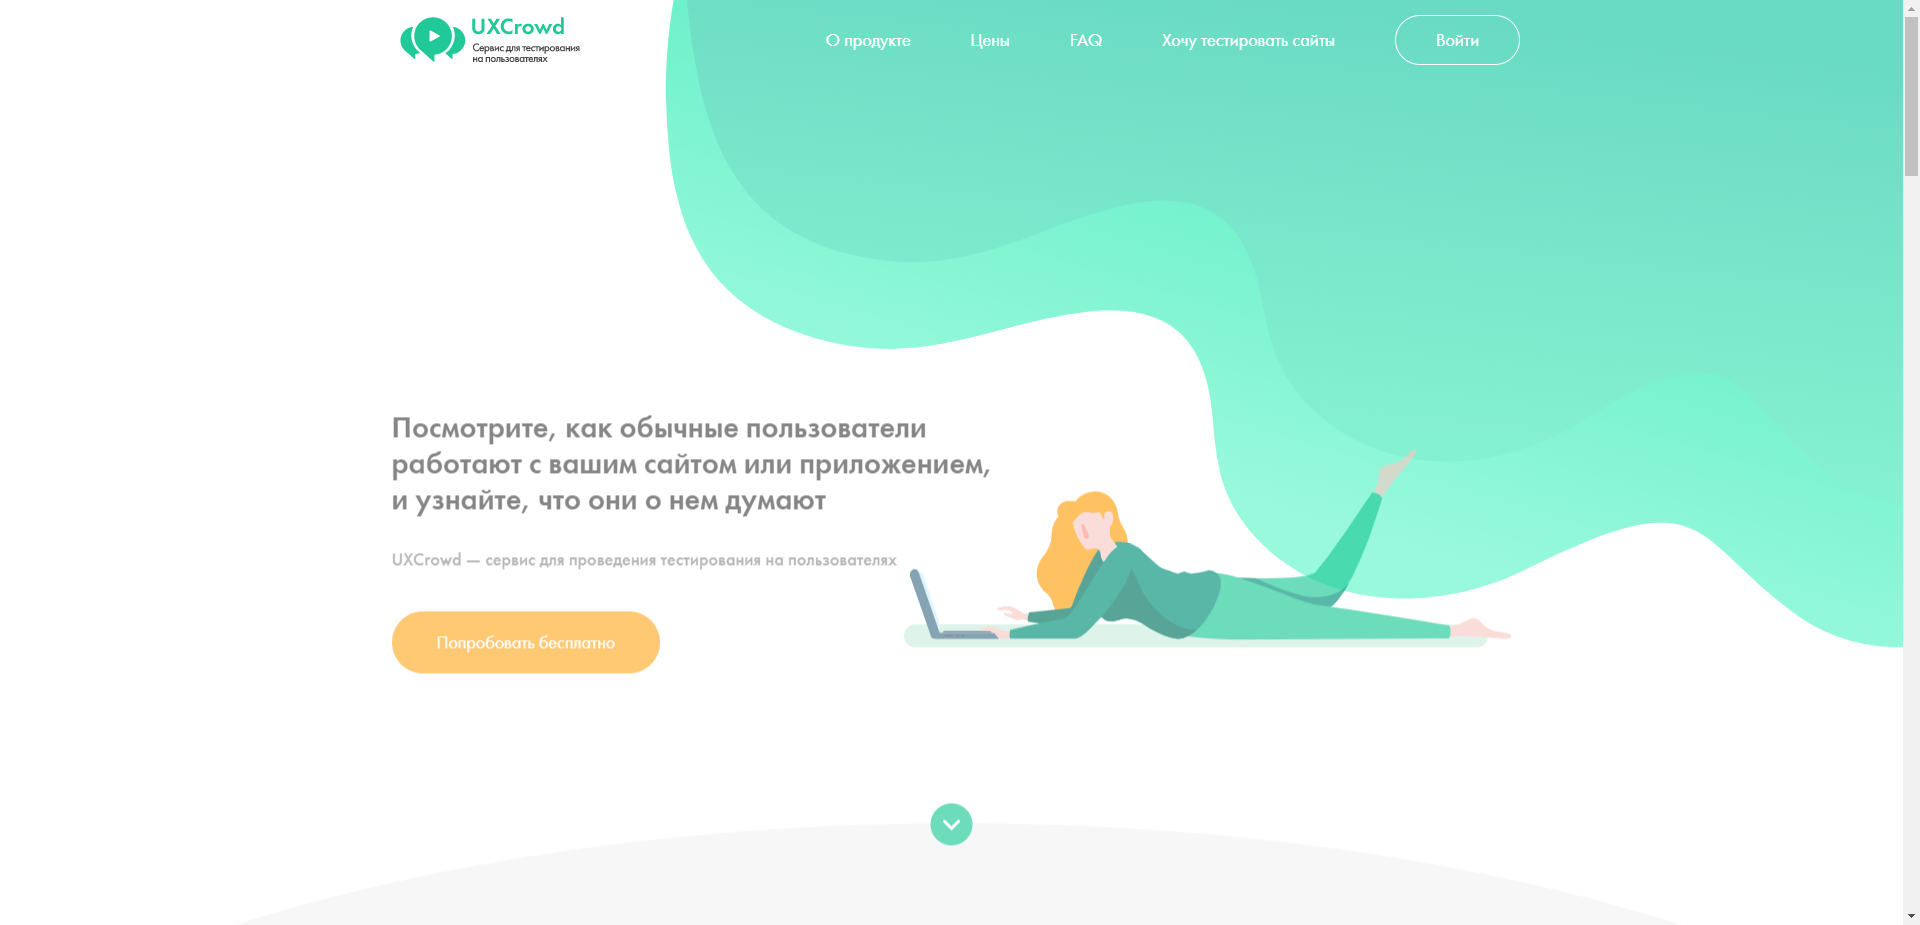 UXCrowd
Сервис для тестирования
на пользователях
О продукте
Цены
FAQ
Хочу тестировать сайты
Войти
Посмотрите, как обычные пользователи
работают с вашим сайтом или приложением,
и узнайте, что они о нем думают
UXCrowd — сервис для проведения тестирования на пользователях
Попробовать бесплатно